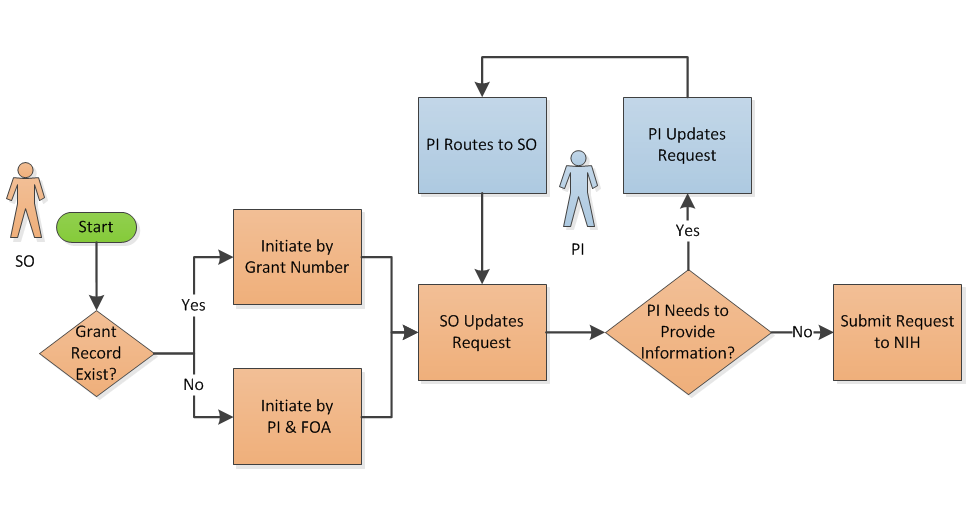 SO
Start
Grant
Record
Exist?
Yes
No
Initiate by
Grant Number
Initiate by
PI & FOA
PI Routes to SO
PI
PI Updates
Request
SO Updates
Request
Yes
PI Needs to
Provide
Information?
No
Submit Request
to NIH